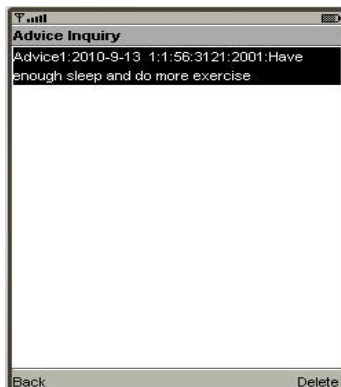 Advice Inquiry
Advice1:2010-9-13 1:1:56:3121:2001:Have
enough sleep and do more exercise
Back Delete